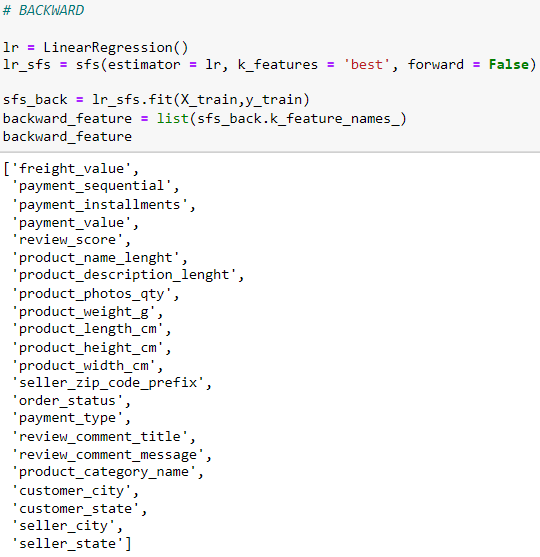 # BACKWARD
lr = LinearRegression()
lr_sfs = sfs(estimator = lr, k_features = 'best', forward = False)
sfs_back = lr_sfs.fit(X_train,y_train)
backward_feature = list(sfs_back.k_feature_names_)
backward_feature
['freight_value',
'payment_sequential',
'payment_installments',
'payment_value',
'review_score',
'product_name_lenght',
'product_description_lenght',
'product_photos_qty',
'product_weight_g',
'product_length_cm',
'product_height_cm',
'product_width_cm',
'seller_zip_code_prefix',
'order_status',
'payment_type',
'review_comment_title',
'review_comment_message',
'product_category_name',
'customer_city',
'customer_state',
'seller_city',
'seller_state']